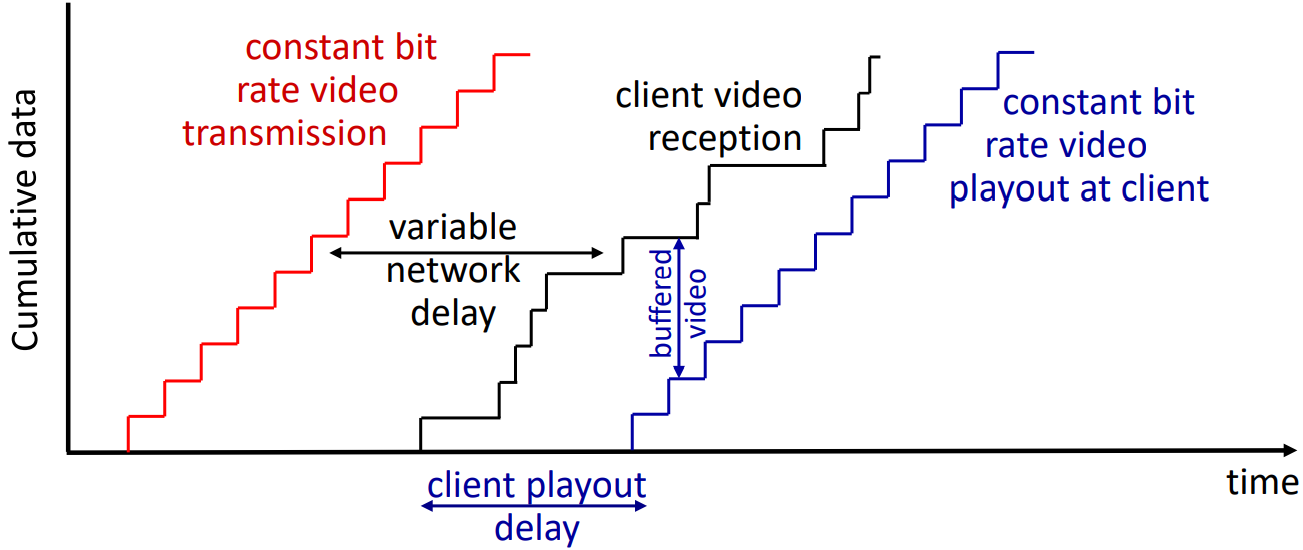 Cumulative data
constant bit
rate video
transmission
variable
network
delay
client video
reception
buffered
video
constant bit
rate video
playout at client
client playout
delay
time